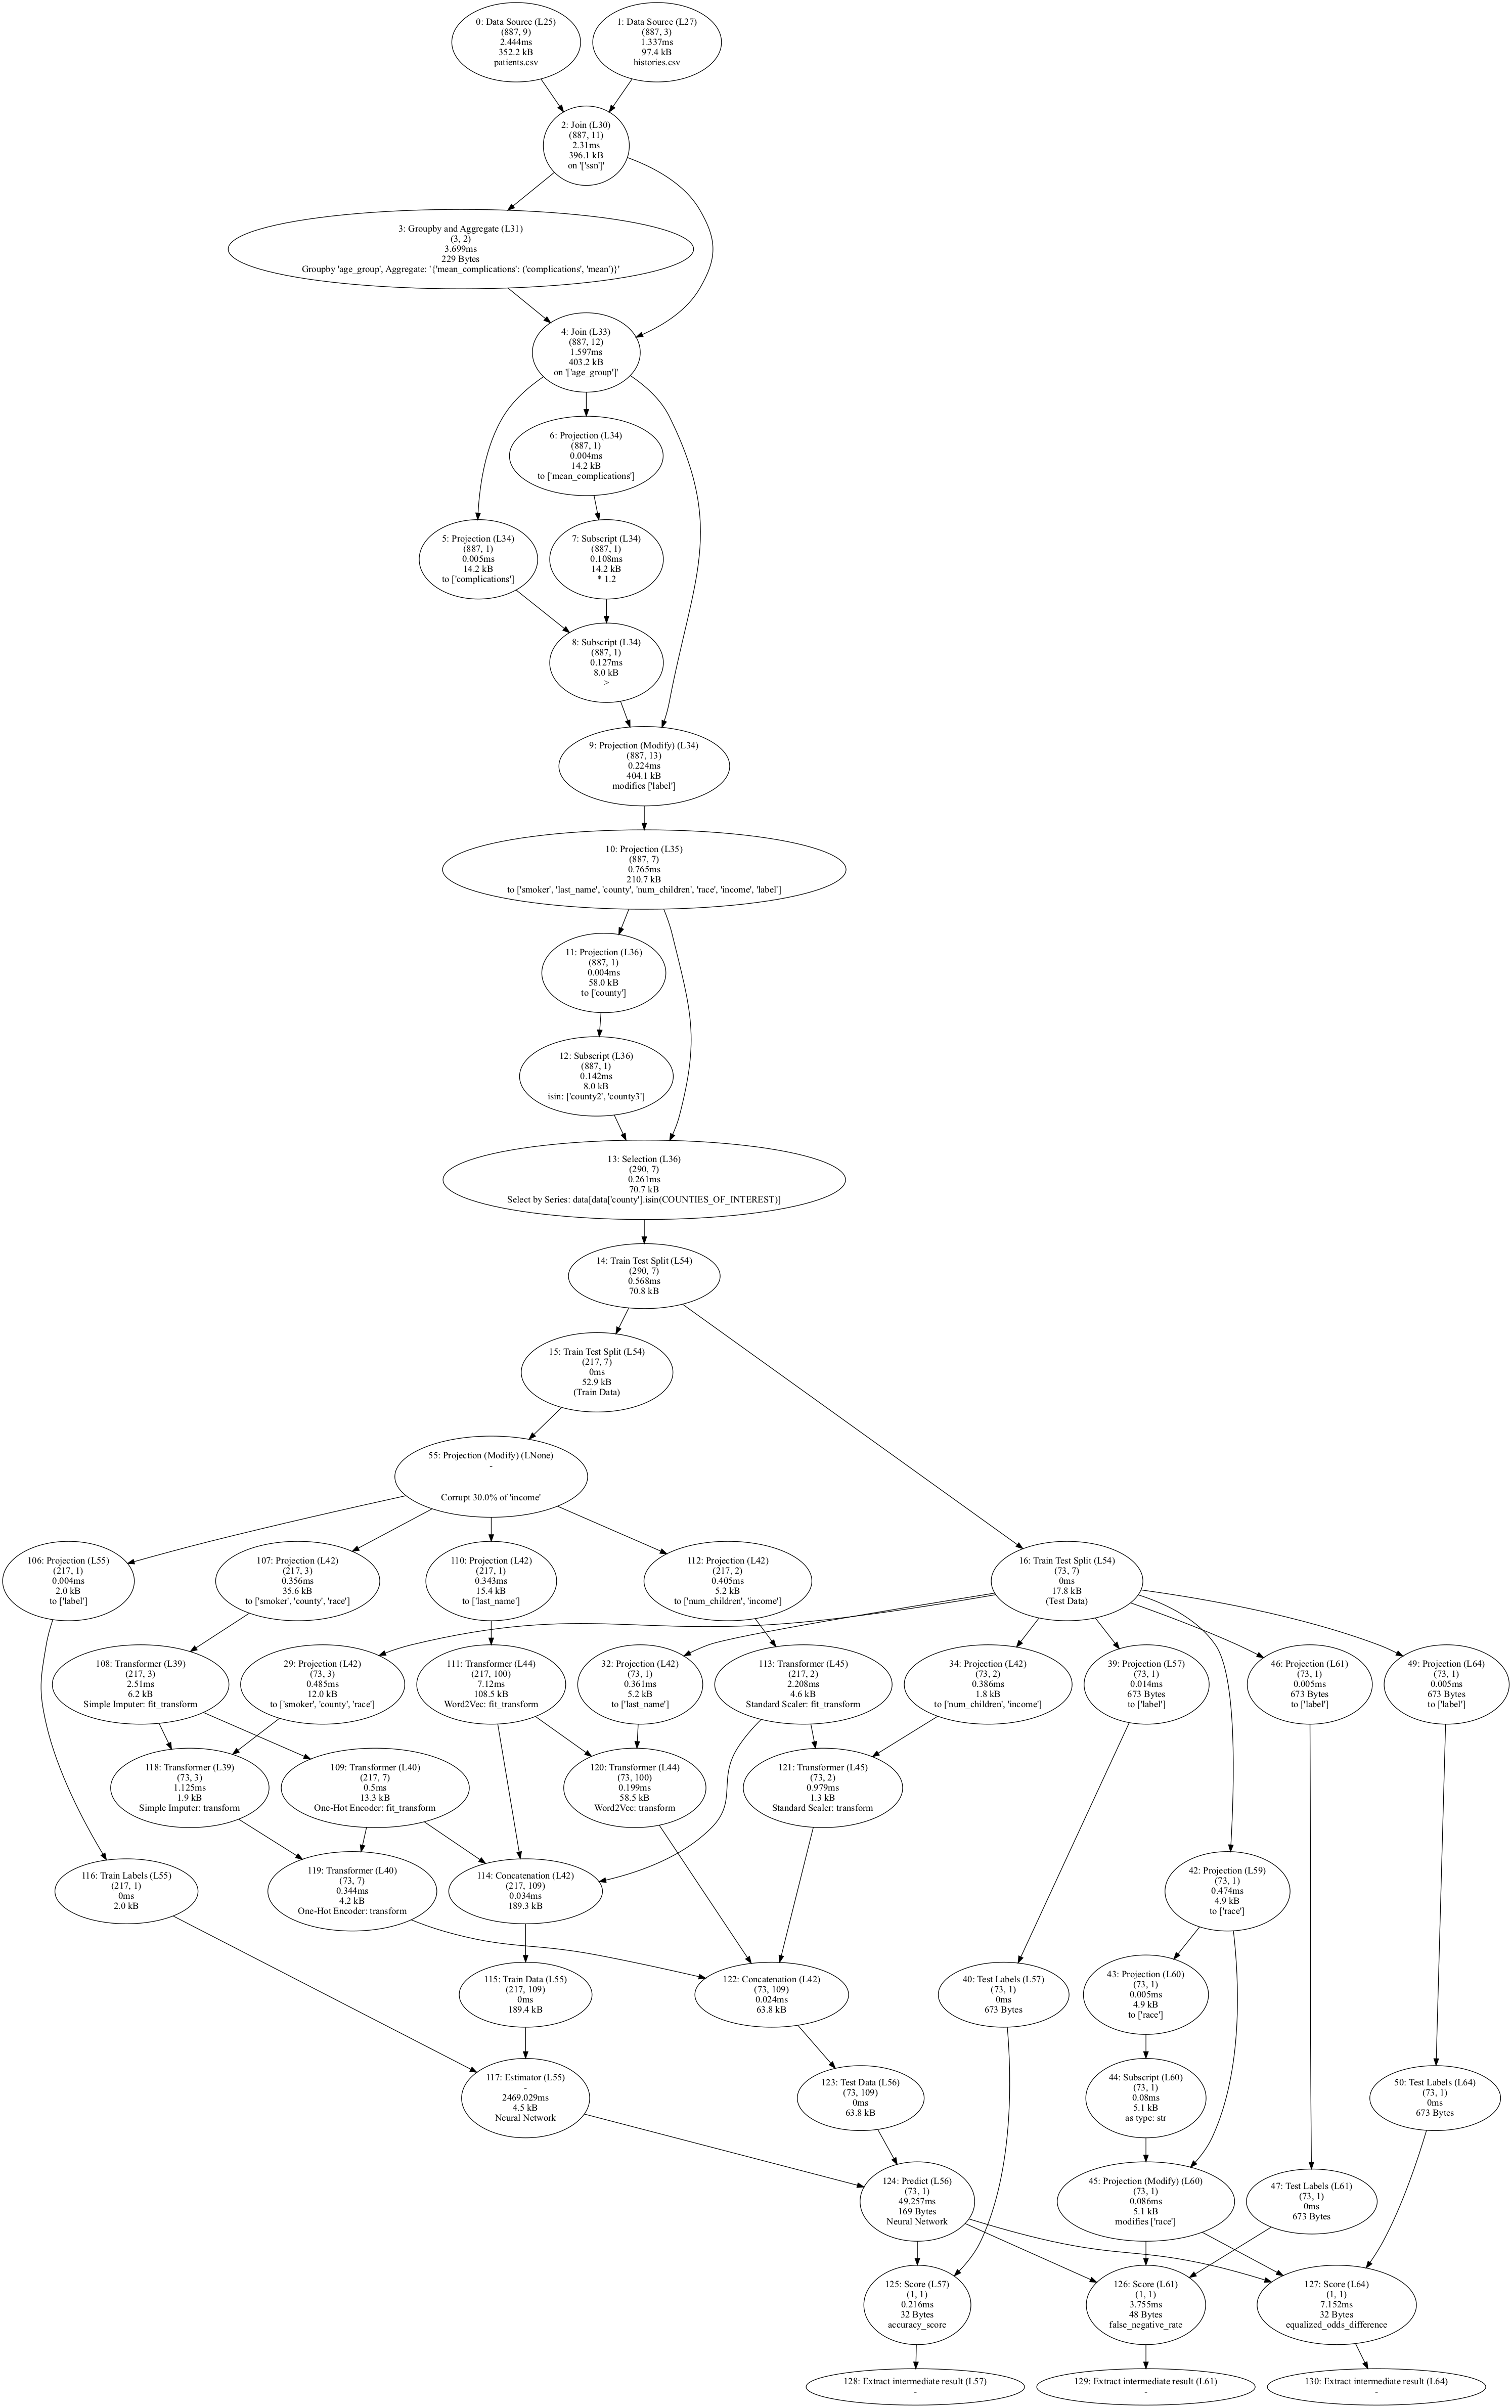 0: Data Source (L25)
(887, 9)
2.444ms
352.2 kB
patients.csv
1: Data Source (L27)
(887, 3)
1.337ms
97.4 kB
histories.csv
2: Join (L30)
(887, 11)
2.31ms
396.1 kB
on '['ssn']'
3: Groupby and Aggregate (L31)
(3, 2)
3.699ms
229 Bytes
Groupby 'age_group', Aggregate: '{'mean_complications': ('complications', 'mean')}'
4: Join (L33)
(887, 12)
1.597ms
403.2 kB
on '['age_group']'
6: Projection (L34)
(887, 1)
0.004ms
14.2 kB
to ['mean_complications']
5: Projection (L34)
(887, 1)
0.005ms
14.2 kB
to ['complications']
7: Subscript (L34)
(887, 1)
0.108ms
14.2 kB
* 1.2
8: Subscript (L34)
(887, 1)
0.127ms
8.0 kB
>
9: Projection (Modify) (L34)
(887, 13)
0.224ms
404.1 kB
modifies ['label']
10: Projection (L35)
(887, 7)
0.765ms
210.7 kB
to ['smoker', 'last_name', 'county', 'num_children', 'race', 'income', 'label']
11: Projection (L36)
(887, 1)
0.004ms
58.0 kB
to ['county']
12: Subscript (L36)
(887, 1)
0.142ms
8.0 kB
isin: ['county2', 'county3']
13: Selection (L36)
(290, 7)
0.261ms
70.7 kB
Select by Series: data[data['county'].isin(COUNTIES_OF_INTEREST)]
14: Train Test Split (L54)
(290, 7)
0.568ms
70.8 kB
15: Train Test Split (L54)
(217, 7)
0ms
52.9 kB
(Train Data)
55: Projection (Modify) (LNone)
-
Corrupt 30.0% of 'income'
106: Projection (L55)
(217, 1)
0.004ms
2.0 kB
to ['label']
107: Projection (L42)
(217, 3)
0.356ms
35.6 kB
to ['smoker', 'county', 'race']
110: Projection (L42)
(217, 1)
0.343ms
15.4 kB
to ['last_name']
112: Projection (L42)
(217, 2)
0.405ms
5.2 kB
to ['num_children', 'income']
16: Train Test Split (L54)
(73, 7)
0ms
17.8 kB
(Test Data)
108: Transformer (L39)
(217, 3)
2.51ms
6.2 kB
Simple Imputer: fit_transform
29: Projection (L42)
(73, 3)
0.485ms
12.0 kB
to ['smoker', 'county', 'race']
111: Transformer (L44)
(217, 100)
7.12ms
108.5 kB
Word2Vec: fit_transform
32: Projection (L42)
(73, 1)
0.361ms
5.2 kB
to ['last_name']
113: Transformer (L45)
(217, 2)
2.208ms
4.6 kB
Standard Scaler: fit_transform
34: Projection (L42)
(73, 2)
0.386ms
1.8 kB
to ['num_children', 'income']
39: Projection (L57)
(73, 1)
0.014ms
673 Bytes
to ['label']
46: Projection (L61)
(73, 1)
0.005ms
673 Bytes
to ['label']
49: Projection (L64)
(73, 1)
0.005ms
673 Bytes
to ['label']
118: Transformer (L39)
(73, 3)
1.125ms
1.9 kB
Simple Imputer: transform
109: Transformer (L40)
(217, 7)
0.5ms
13.3 kB
One-Hot Encoder: fit_transform
120: Transformer (L44)
(73, 100)
0.199ms
58.5 kB
Word2Vec: transform
121: Transformer (L45)
(73, 2)
0.979ms
1.3 kB
Standard Scaler: transform
116: Train Labels (L55)
(217, 1)
0ms
2.0 kB
119: Transformer (L40)
(73, 7)
0.344ms
4.2 kB
One-Hot Encoder: transform
114: Concatenation (L42)
(217, 109)
0.034ms
189.3 kB
42: Projection (L59)
(73, 1)
0.474ms
4.9 kB
to ['race']
115: Train Data (L55)
(217, 109)
0ms
189.4 kB
122: Concatenation (L42)
(73, 109)
0.024ms
63.8 kB
40: Test Labels (L57)
(73, 1)
0ms
673 Bytes
43: Projection (L60)
(73, 1)
0.005ms
4.9 kB
to ['race']
117: Estimator (L55)
-
2469.029ms
4.5 kB
Neural Network
123: Test Data (L56)
(73, 109)
0ms
63.8 kB
44: Subscript (L60)
(73, 1)
0.08ms
5.1 kB
as type: str
50: Test Labels (L64)
(73, 1)
0ms
673 Bytes
124: Predict (L56)
(73, 1)
49.257ms
169 Bytes
Neural Network
45: Projection (Modify) (L60)
(73, 1)
0.086ms
5.1 kB
modifies ['race']
47: Test Labels (L61)
(73, 1)
0ms
673 Bytes
125: Score (L57)
(1, 1)
0.216ms
32 Bytes
accuracy_score
126: Score (L61)
(1, 1)
3.755ms
48 Bytes
false_negative_rate
127: Score (L64)
(1, 1)
7.152ms
32 Bytes
equalized_odds_difference
128: Extract intermediate result (L57)
-
129: Extract intermediate result (L61)
-
130: Extract intermediate result (L64)
-